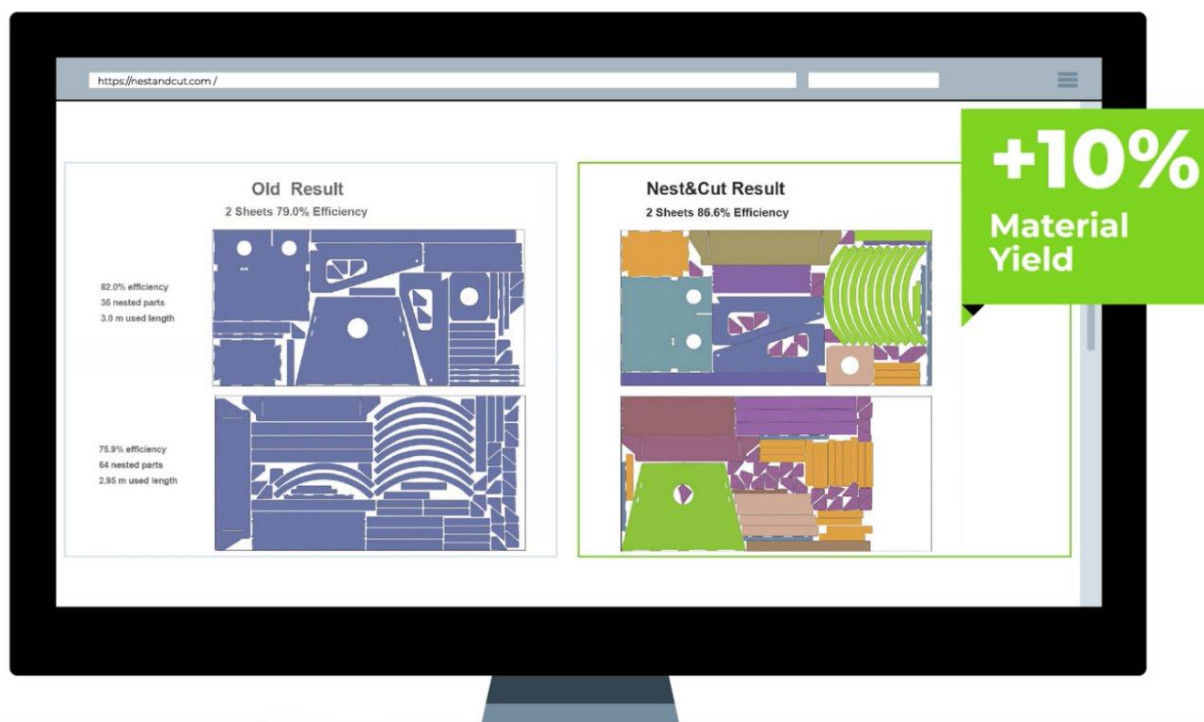 https://nestandcut.com /
+10%
Material
Yield
Old Result
2 Sheets 79.0% Efficiency
82.0% efficiency
36 nested parts
3.0 m used length
75.9% efficiency
64 nested parts
2.95 m used length
Nest&Cut Result
2 Sheets 86.6% Efficiency